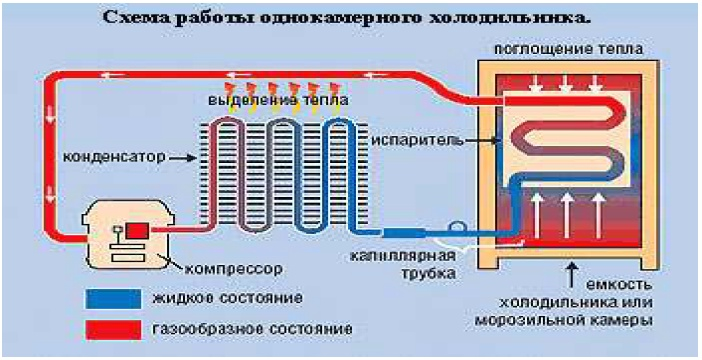 Схема работы однокамерного холодильника.
поглощение тепла
выделение тепла
испаритель
конденсатор
капиллярная
трубка
компрессор
емкость
холодильника или
морозильной камеры
жидкое состояние
газообразное состояние